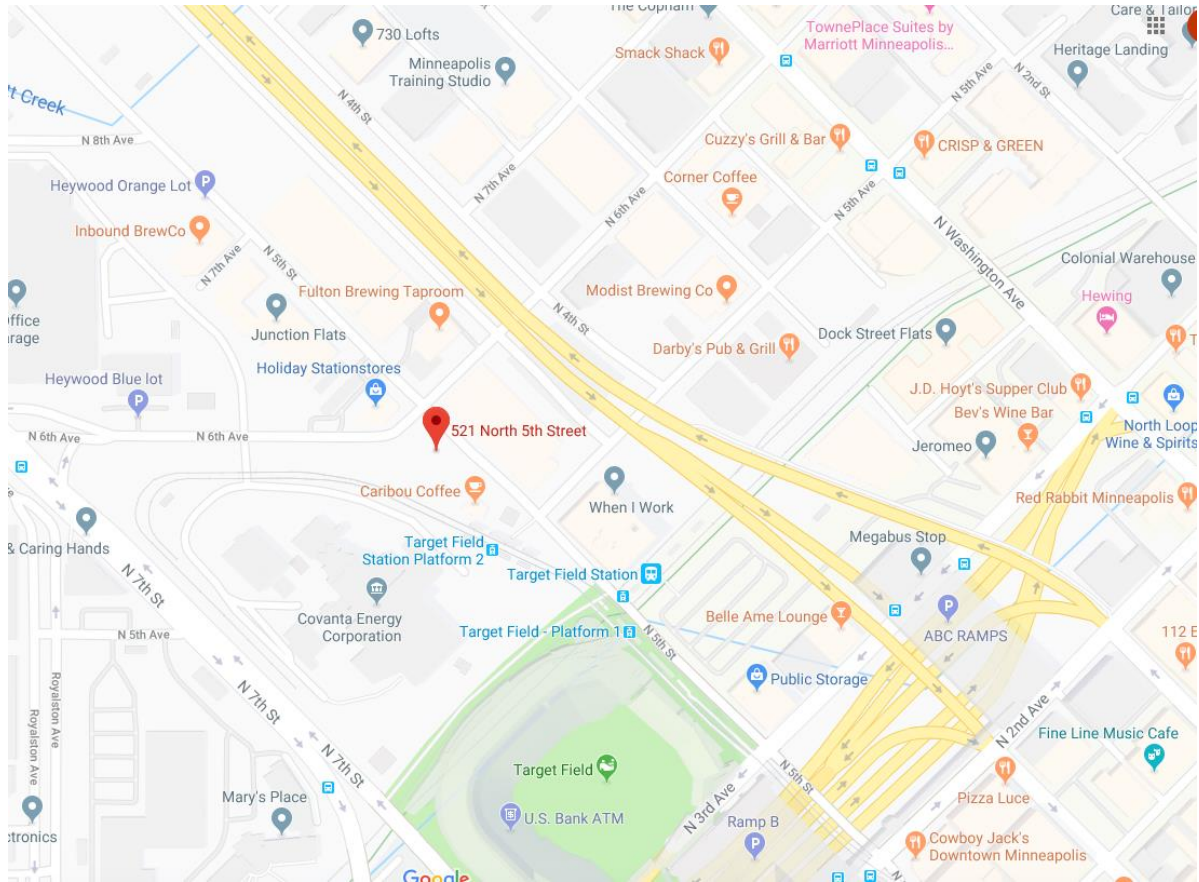 The Copham
Care & Tailor
730 Lofts
TownePlace Suites by
Marriott Minneapolis...
Smack Shack
Heritage Landing
Minneapolis
Training Studio
N 5th Ave
N 2nd St
N 4th St
tt Creek
N 8th Ave
Cuzzy's Grill & Bar
CRISP & GREEN
N 7th Ave
Corner Coffee
Heywood Orange Lot
N 6th Ave
N 5th Ave
Inbound BrewCo
N 7th Ave
N 5th St
N Washington Ave
Colonial Warehouse
Fulton Brewing Taproom
Modist Brewing Co
Hewing
Office
arage
Junction Flats
N 4th St
Dock Street Flats
Darby's Pub & Grill
Holiday Stationstores
Heywood Blue lot
J.D. Hoyt's Supper Club
Bev's Wine Bar
521 North 5th Street
N 6th Ave
N 6th Ave
Jeromeo
North Loop
Wine & Spirits
Caribou Coffee
When I Work
Red Rabbit Minneapolis
Megabus Stop
& Caring Hands
Target Field
Station Platform 2
Target Field Station
N 7th St
Covanta Energy
Corporation
Belle Ame Lounge
ABC RAMPS
Target Field - Platform 1
N 5th St
N 5th Ave
112 E
Public Storage
Royalston Ave
Royalston Ave
N 7th St
N 7th St
N 2nd Ave
Fine Line Music Cafe
Target Field
N 5th St
Mary's Place
N 3rd Ave
Pizza Luce
U.S. Bank ATM
Ramp B
ctronics
Cowboy Jack's
Downtown Minneapolis
Google